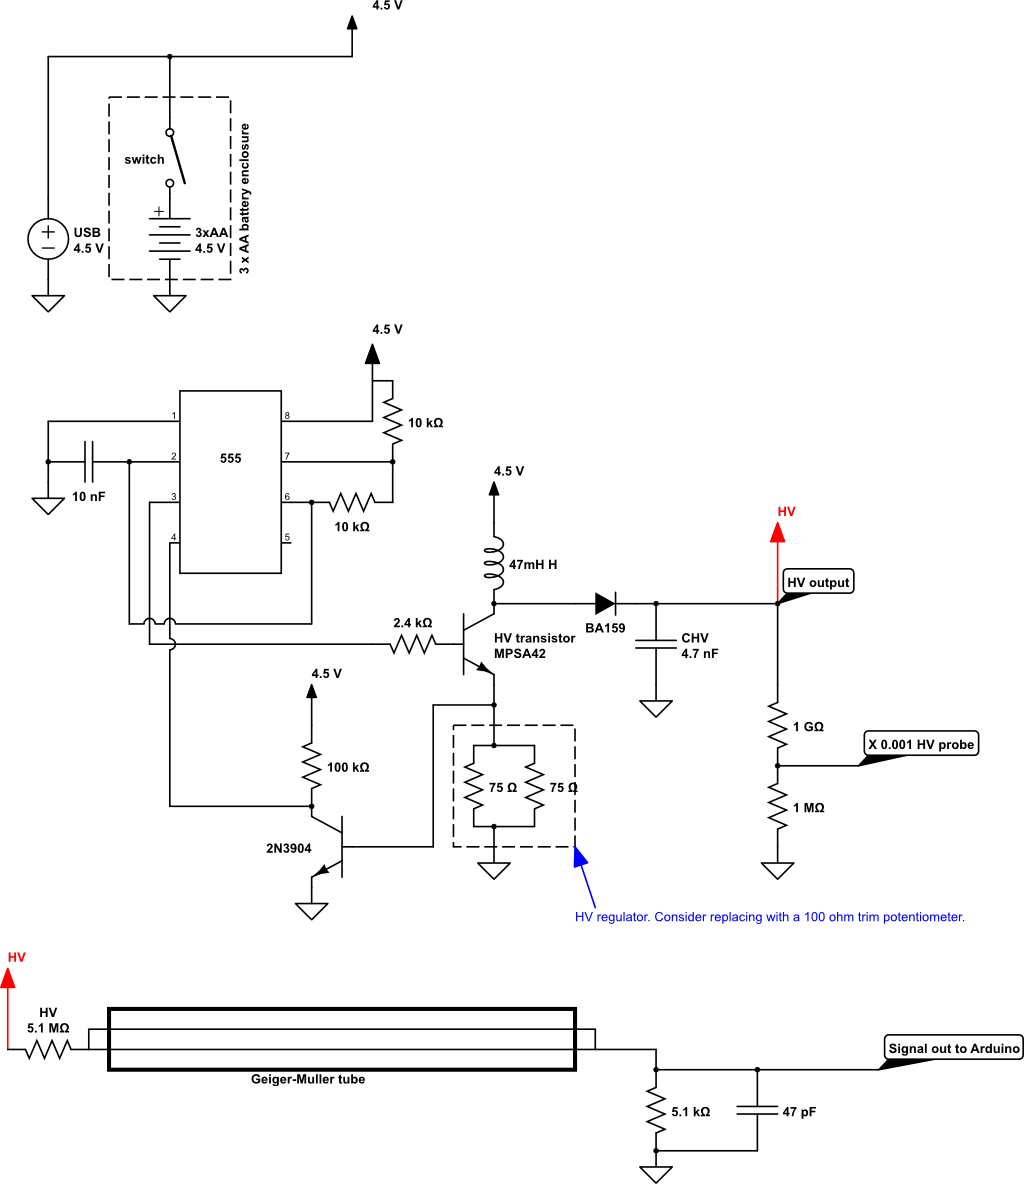 4.5 V
switch
3 x AA battery enclosure
+
USB
4.5 V
3xAA
4.5 V
4.5 V
1
8
10 kΩ
555
2
7
10 nF
3
6
10 kΩ
4
5
4.5 V
47mH H
HV
HV output
BA159
2.4 kΩ
HV transistor
MPSA42
CHV
4.7 nF
4.5 V
1 GΩ
X 0.001 HV probe
100 kΩ
75 Ω
75 Ω
1 MΩ
2N3904
HV regulator. Consider replacing with a 100 ohm trim potentiometer.
HV
HV
5.1 MΩ
Geiger-Muller tube
Signal out to Arduino
5.1 kΩ
47 pF